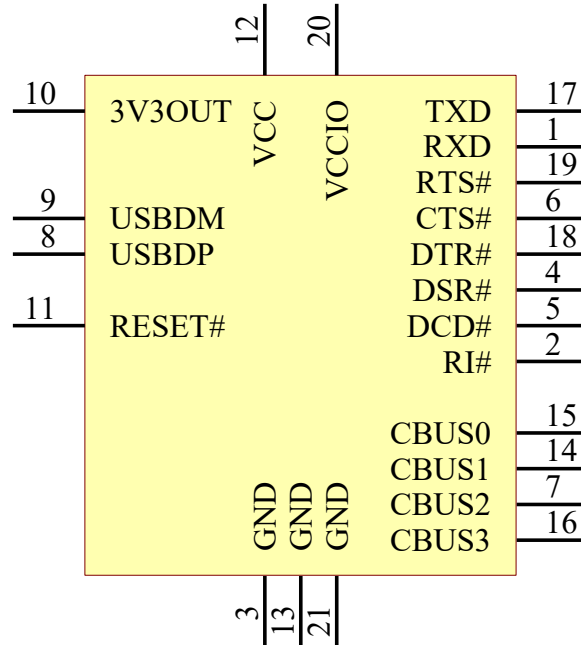 12 20
10 3V3OUT VCC VCCIO TXD 17
RXD 1
RTS# 19
9 USBDM CTS# 6
8 USBDP DTR# 18
DSR# 4
11 RESET# DCD# 5
RI# 2
CBUS0 15
CBUS1 14
GND GND GND CBUS2 7
CBUS3 16
3 13 21